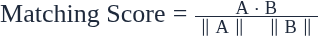 Matching Score = A · B / ‖ A ‖ ‖ B ‖